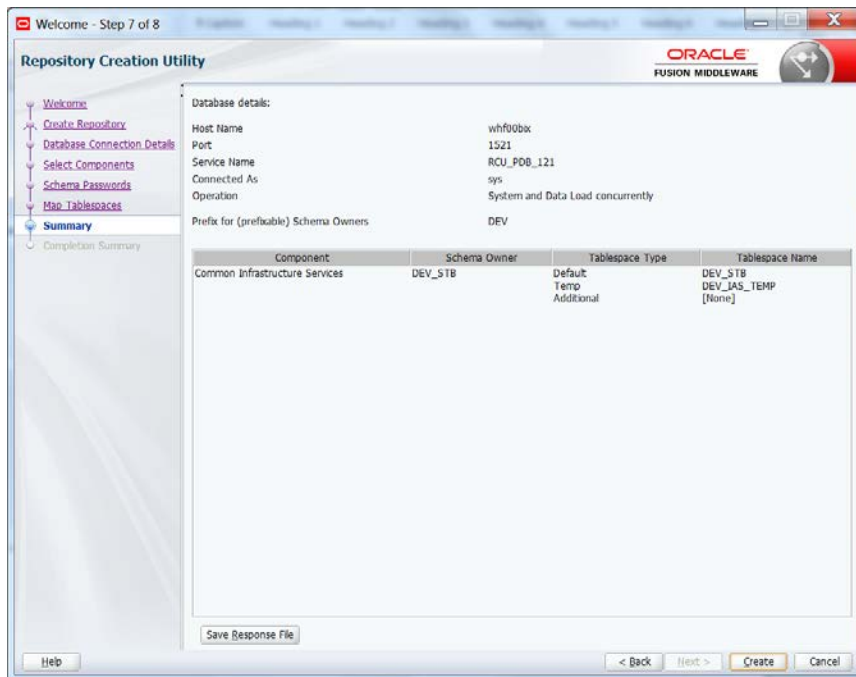 Welcome - Step 7 of 8
Repository Creation Utility
ORACLE
FUSION MIDDLEWARE
Welcome
Create Repository
Database Connection Details
Select Components
Schema Passwords
Map Tablespaces
Summary
Completion Summary
Database details:
Host Name whf00bix
Port 1521
Service Name RCU_PDB_121
Connected As sys
Operation System and Data Load concurrently
Prefix for (prefixable) Schema Owners DEV
Component Schema Owner Tablespace Type Tablespace Name
Common Infrastructure Services DEV_STB Default DEV_STB
Temp DEV_IAS_TEMP
Additional [None]
Save Response File
Help < Back Next > Create Cancel